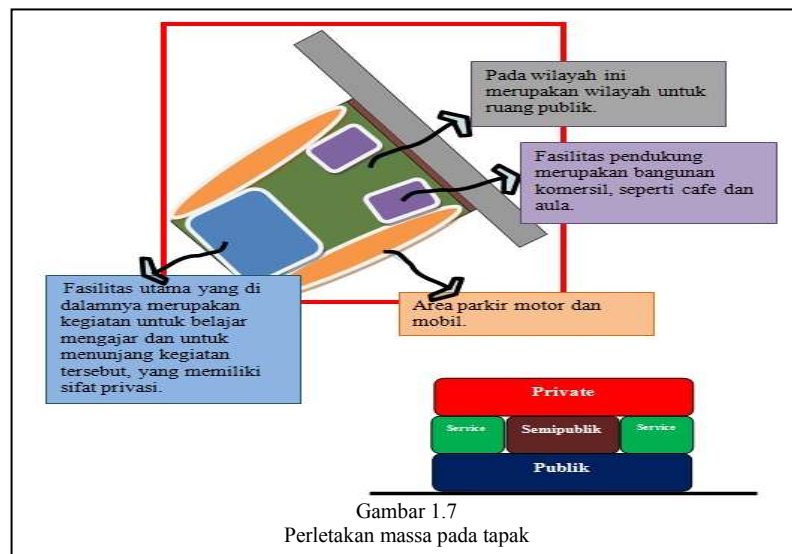 Pada wilayah ini
merupakan wilayah untuk
ruang publik.
Fasilitas pendukung
merupakan bangunan
komersil, seperti cafe dan
aula.
Fasilitas utama yang di
dalamnya merupakan
kegiatan untuk belajar
mengajar dan untuk
menunjang kegiatan
tersebut, yang memiliki
sifat privasi.
Area parkir motor dan
mobil.
Private
Service
Semipublik
Service
Publik
Gambar 1.7
Perletakan massa pada tapak